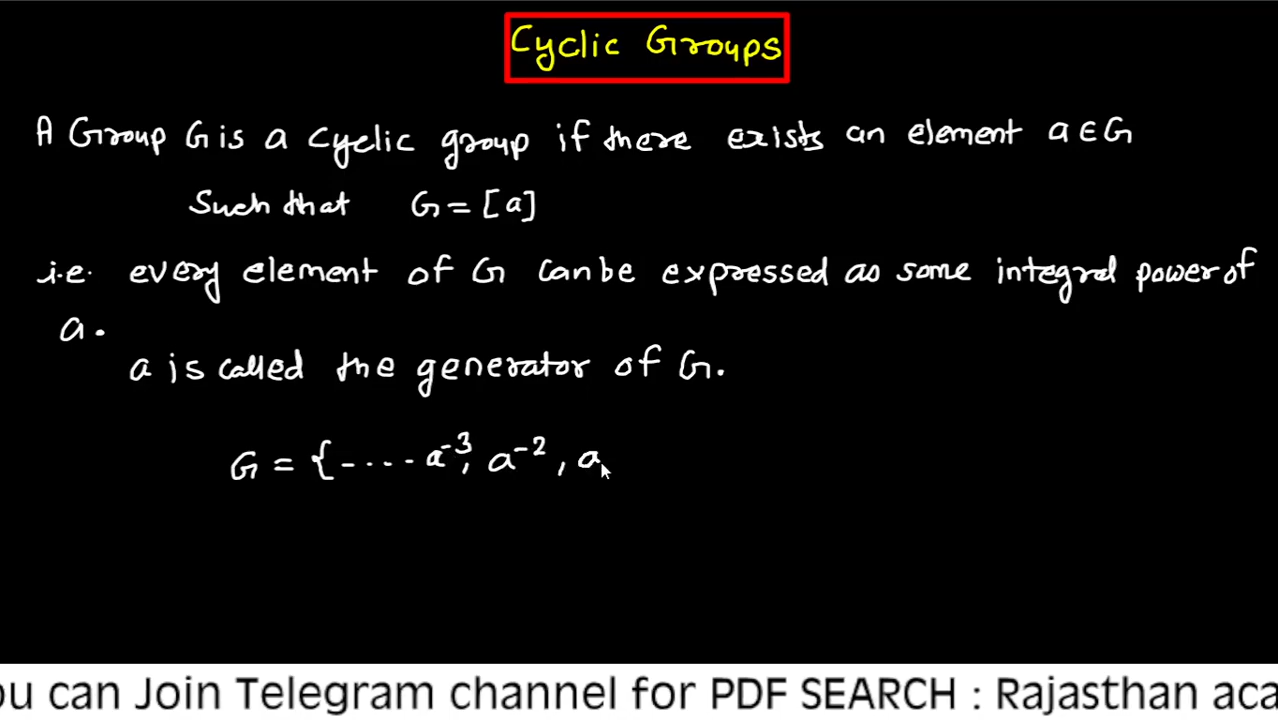 Cyclic Groups
A Group G is a cyclic group if there exists an element a∈G
Such that G = [a]
i.e. every element of G can be expressed as some integral power of
a.
a is called the generator of G.
G = {- ... - a⁻³, a⁻², a
ou can Join Telegram channel for PDF SEARCH : Rajasthan aca